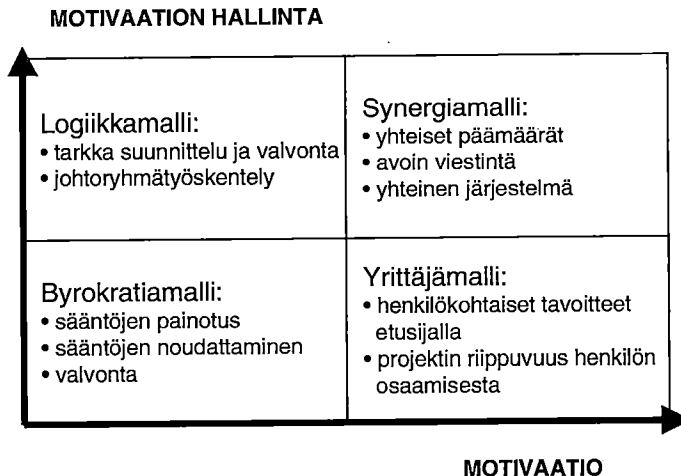 MOTIVAATION HALLINTA
Logiikkamalli:
• tarkka suunnittelu ja valvonta
• johtoryhmätyöskentely
Synergiamalli:
• yhteiset päämäärät
• avoin viestintä
• yhteinen järjestelmä
Byrokratiamalli:
• sääntöjen painotus
• sääntöjen noudattaminen
• valvonta
Yrittäjämalli:
• henkilökohtaiset tavoitteet
etusijalla
• projektin riippuvuus henkilön
osaamisesta
MOTIVAATIO